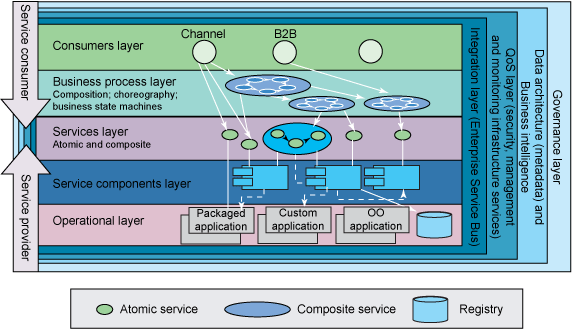 Service consumer
Service provider
Consumers layer
Channel
B2B
Business process layer
Composition; choreography;
business state machines
Services layer
Atomic and composite
Service components layer
Operational layer
Packaged
application
Custom
application
OO
application
Integration layer (Enterprise Service Bus)
QoS layer (security, management
and monitoring infrastructure services)
Data architecture (metadata) and
Business intelligence
Governance layer
Atomic service
Composite service
Registry